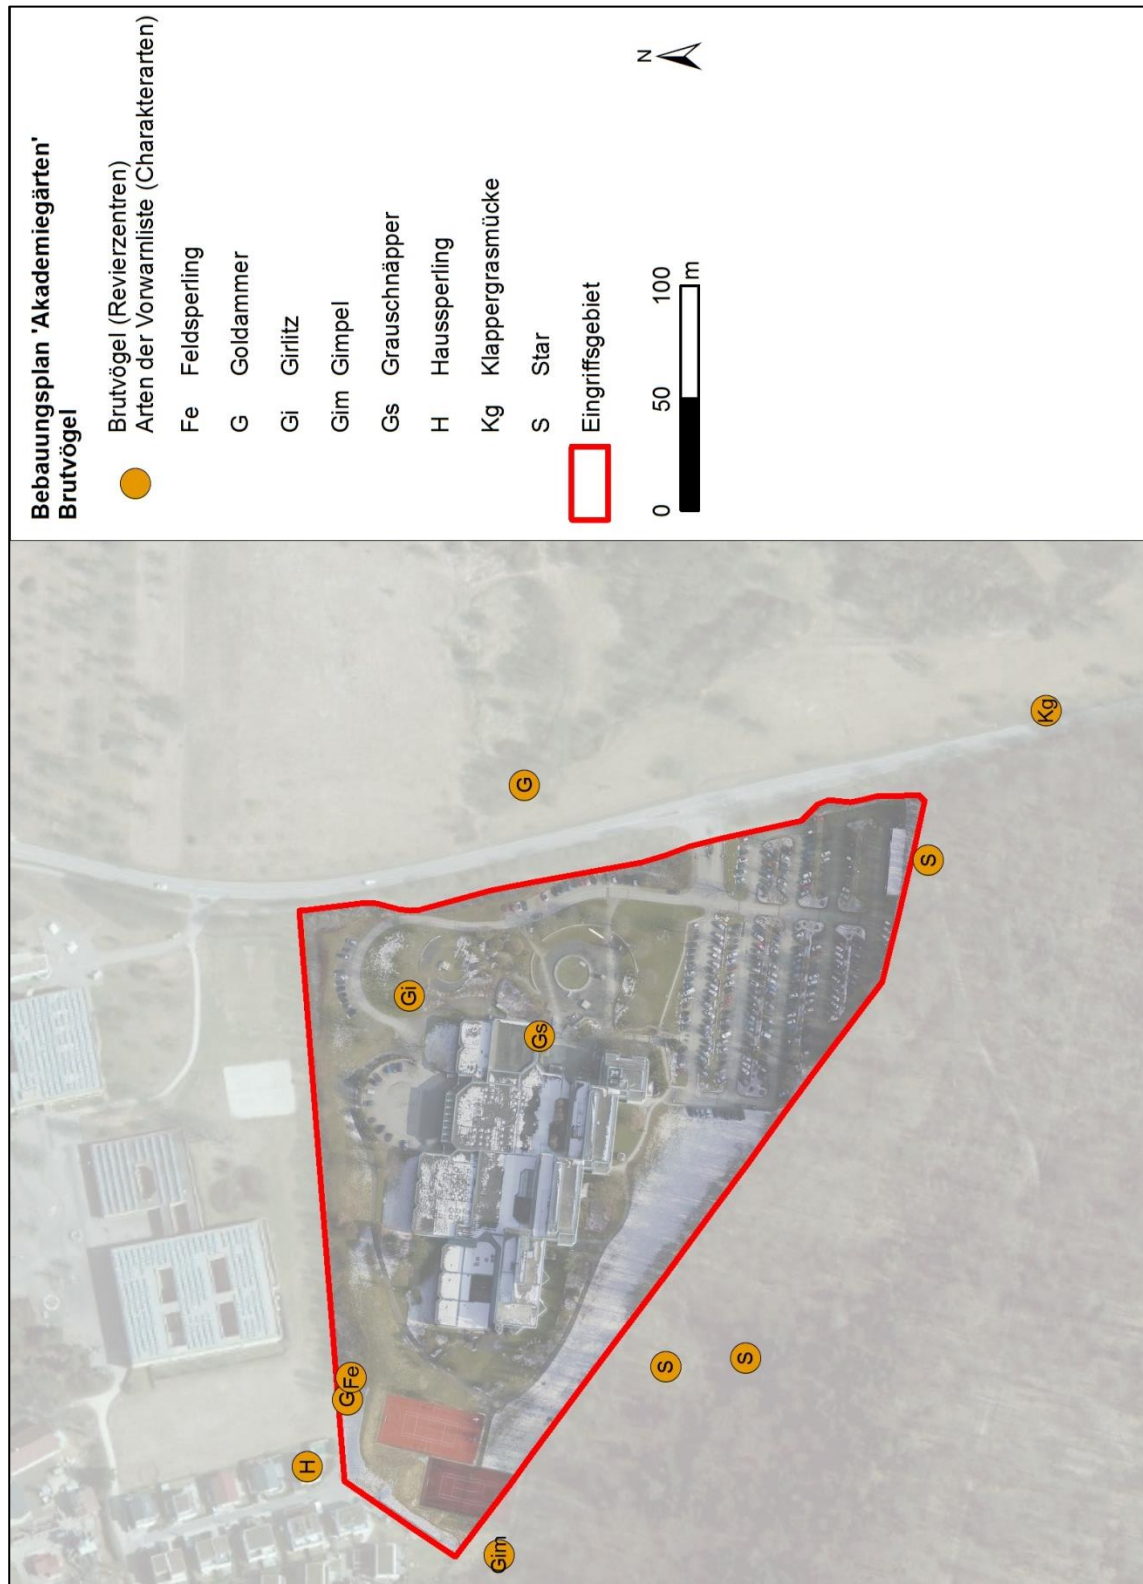 Bebauungsplan 'Akademiegärten'
Brutvögel
Brutvögel (Revierzentren)
Arten der Vorwarnliste (Charakterarten)
Fe Feldsperling
G Goldammer
Gi Girlitz
Gim Gimpel
Gs Grauschnäpper
H Haussperling
Kg Klappergrasmücke
S Star
Eingriffsgebiet
0 50 100
m
N
H
G
Fe
Gim
S
S
Gi
Gs
G
S
Kg